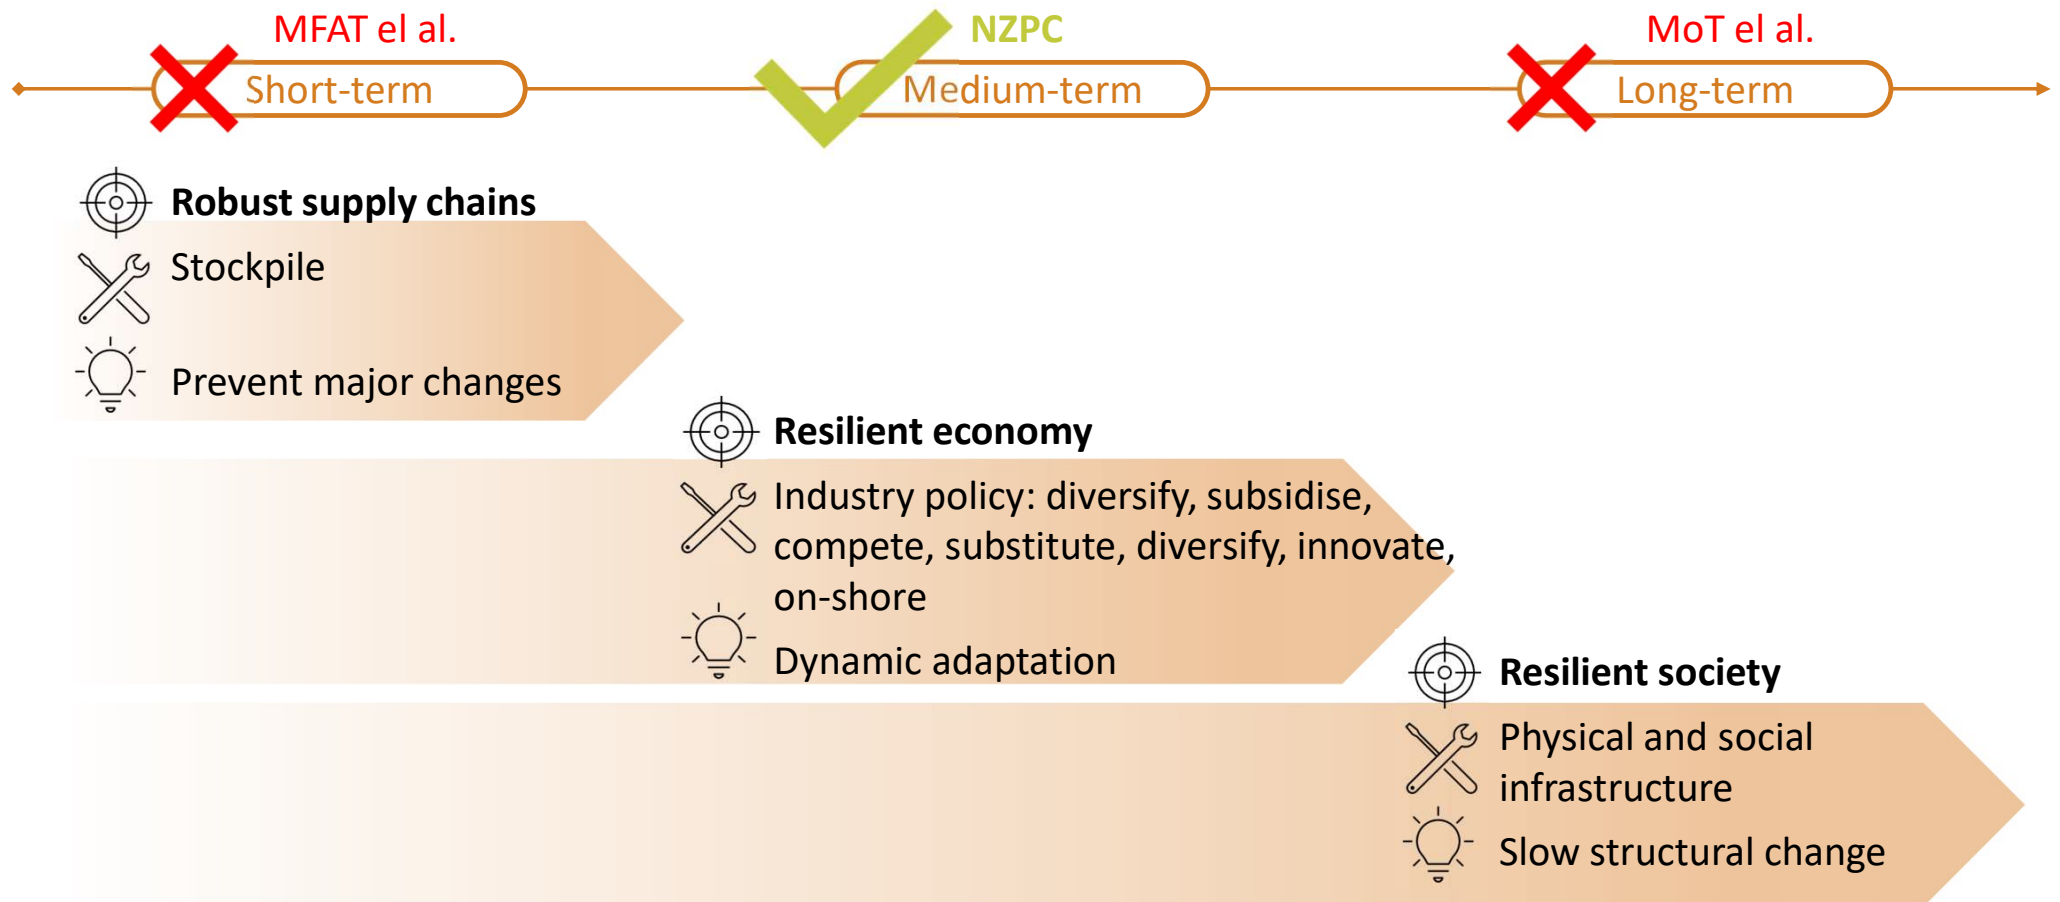 MFAT el al.
NZPC
MoT el al.
Short-term
Medium-term
Long-term
Robust supply chains
Stockpile
Prevent major changes
Resilient economy
Industry policy: diversify, subsidise,
compete, substitute, diversify, innovate,
on-shore
Dynamic adaptation
Resilient society
Physical and social
infrastructure
Slow structural change